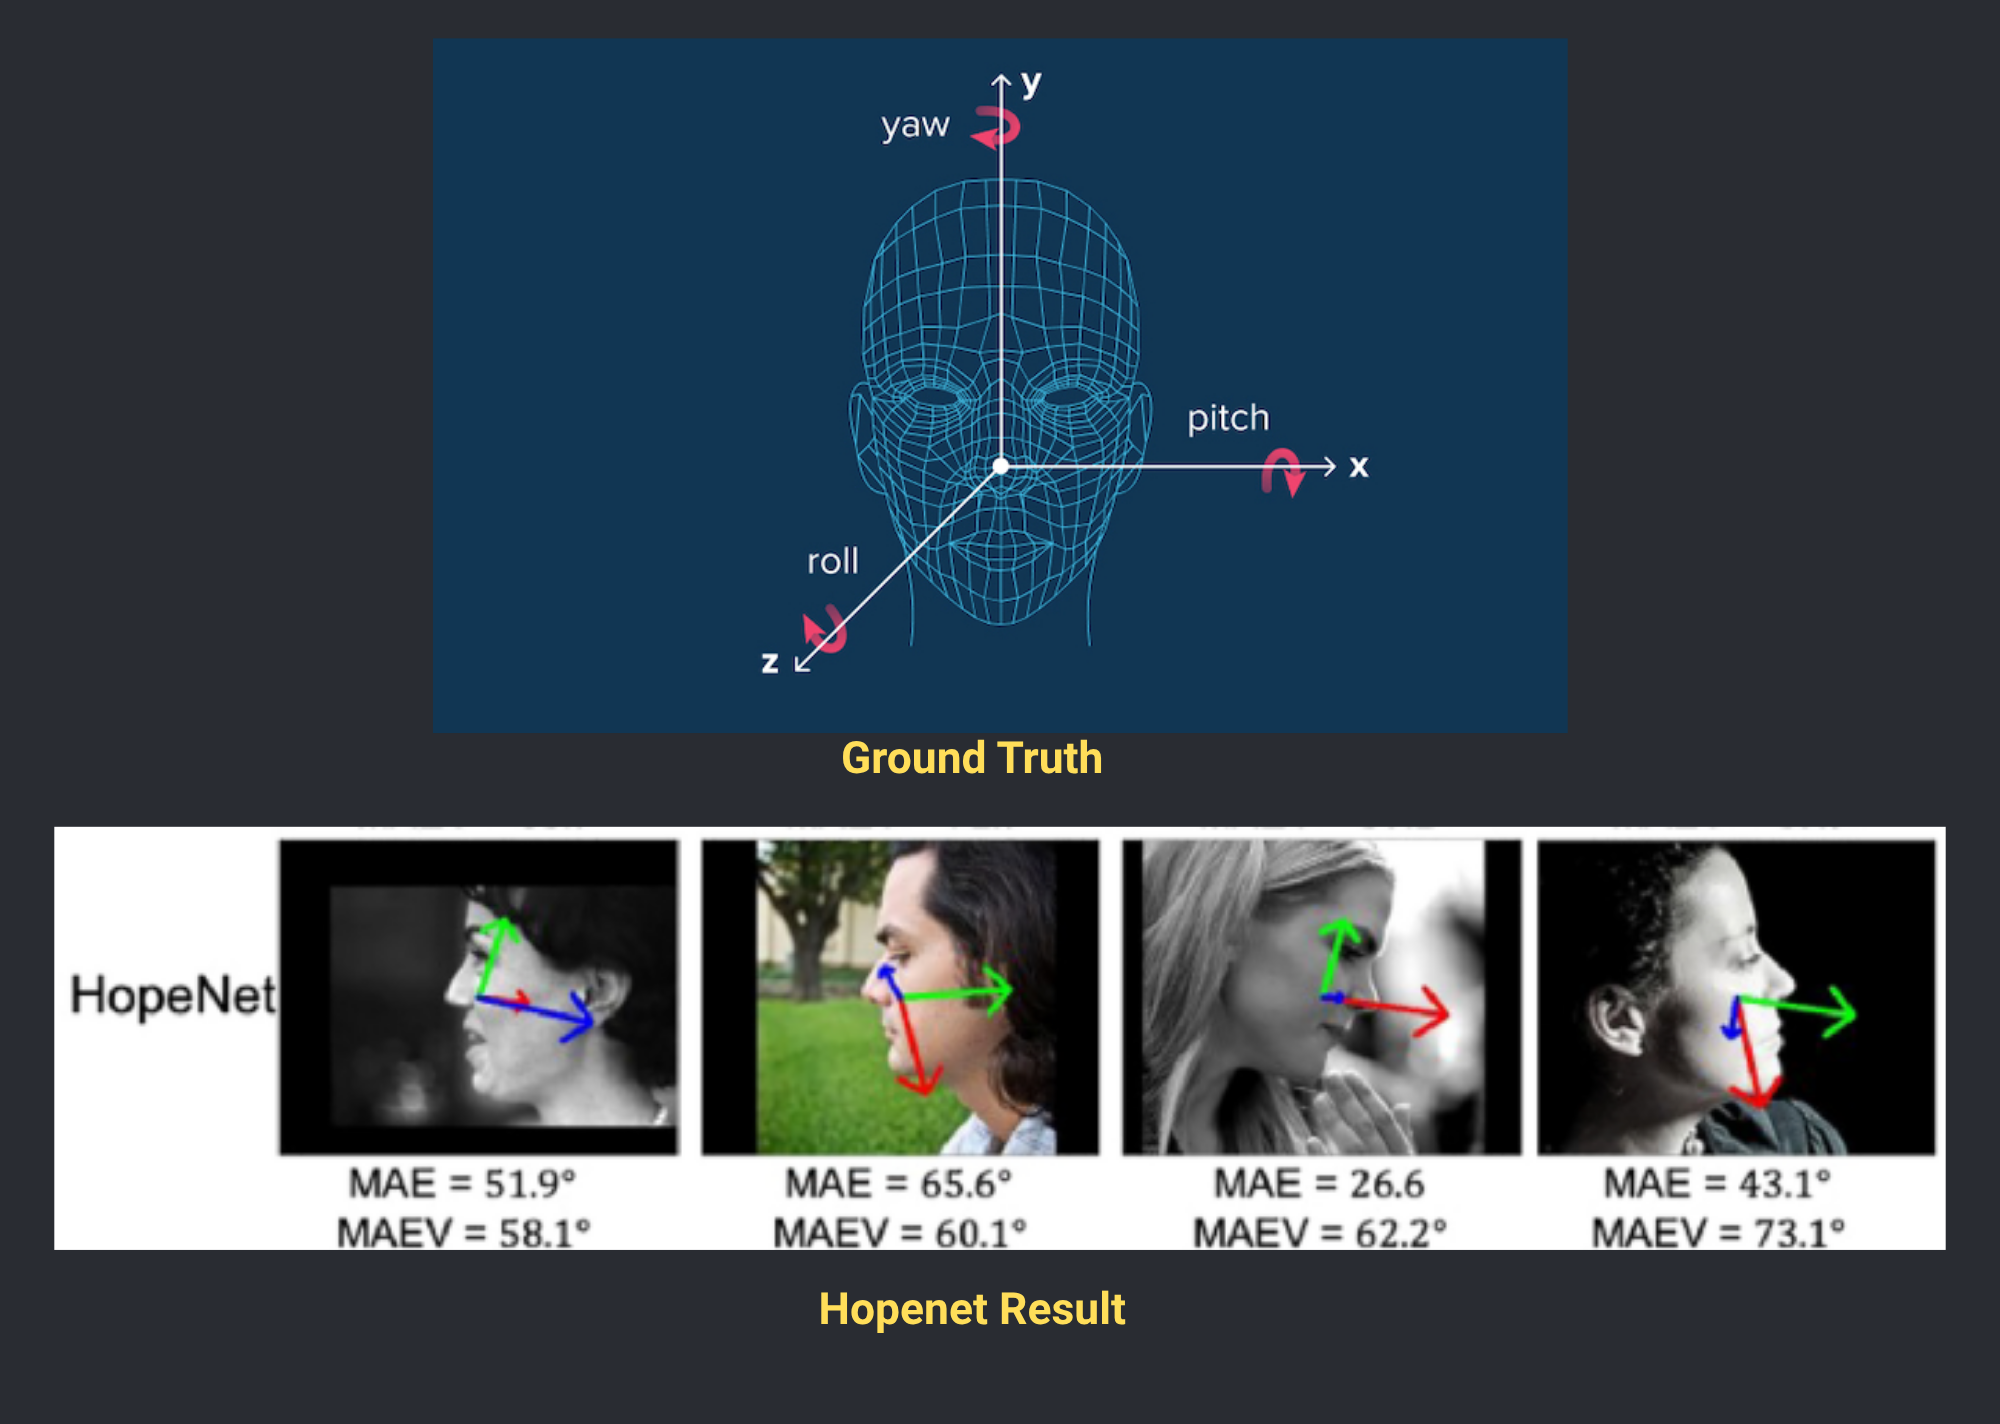 y
yaw
pitch
x
roll
z
Ground Truth
HopeNet
MAE = 51.9° MAE = 65.6° MAE = 26.6 MAE = 43.1°
MAEV = 58.1° MAEV = 60.1° MAEV = 62.2° MAEV = 73.1°
Hopenet Result